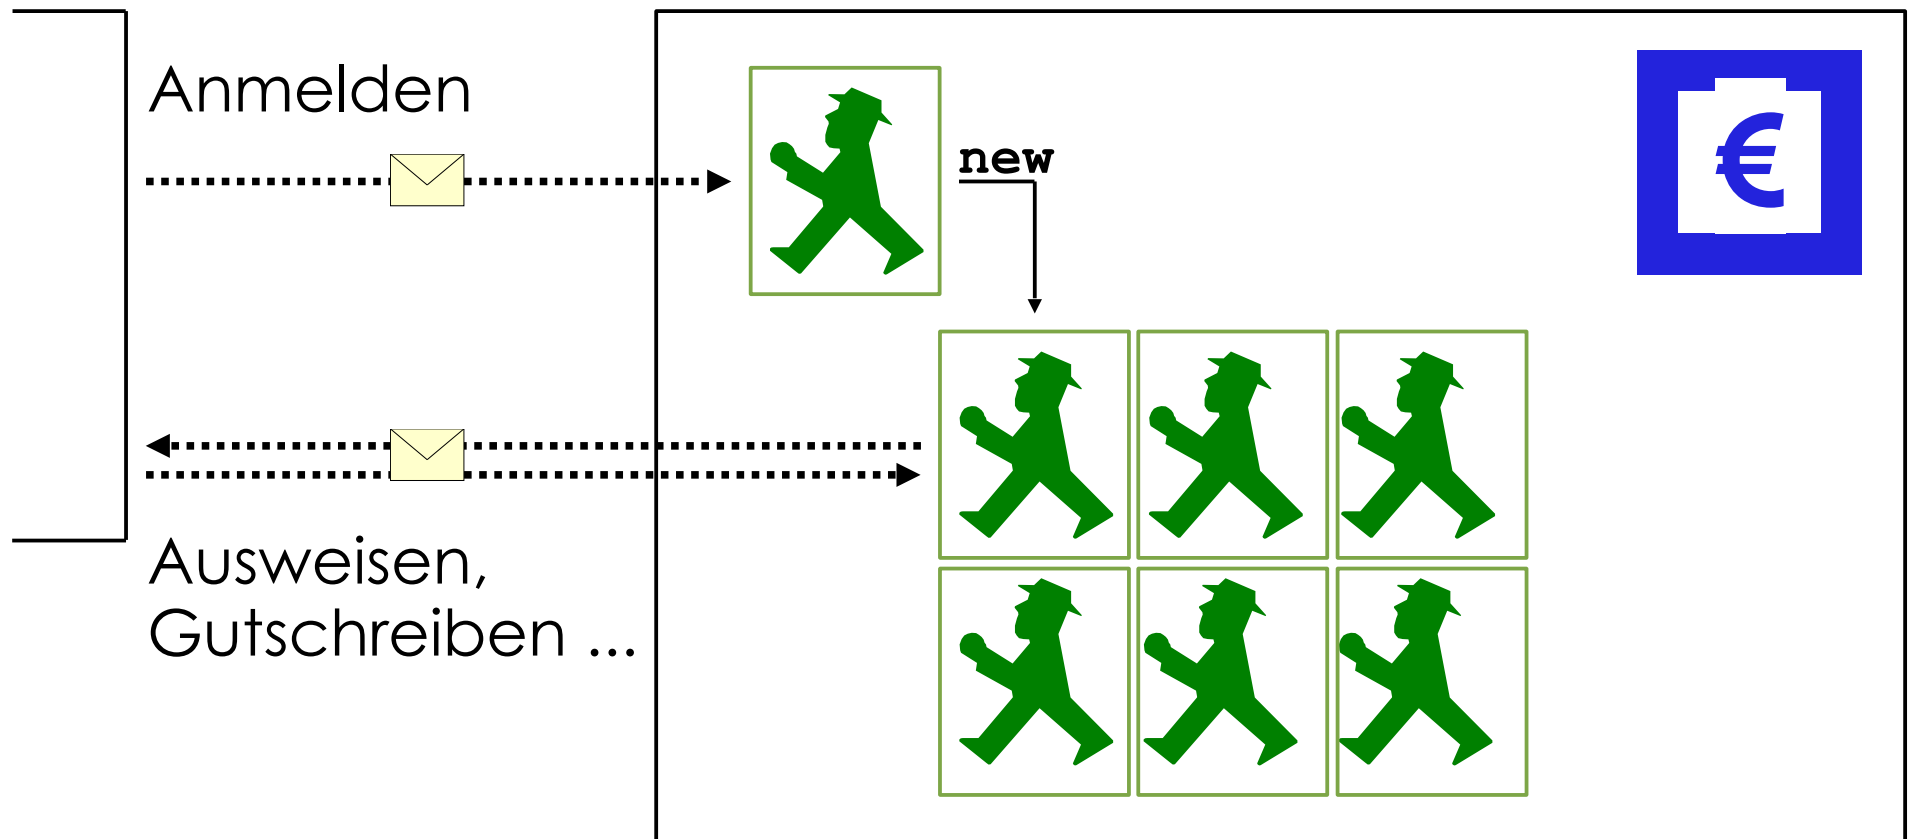 Anmelden
new
€
Ausweisen,
Gutschreiben ...